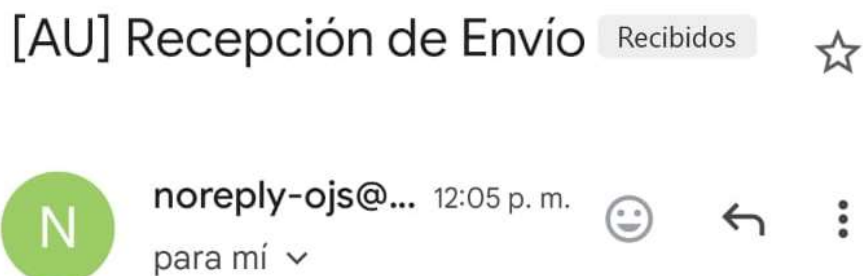 [AU] Recepción de Envío Recibidos
N
noreply-ojs@... 12:05 p. m.
para mí